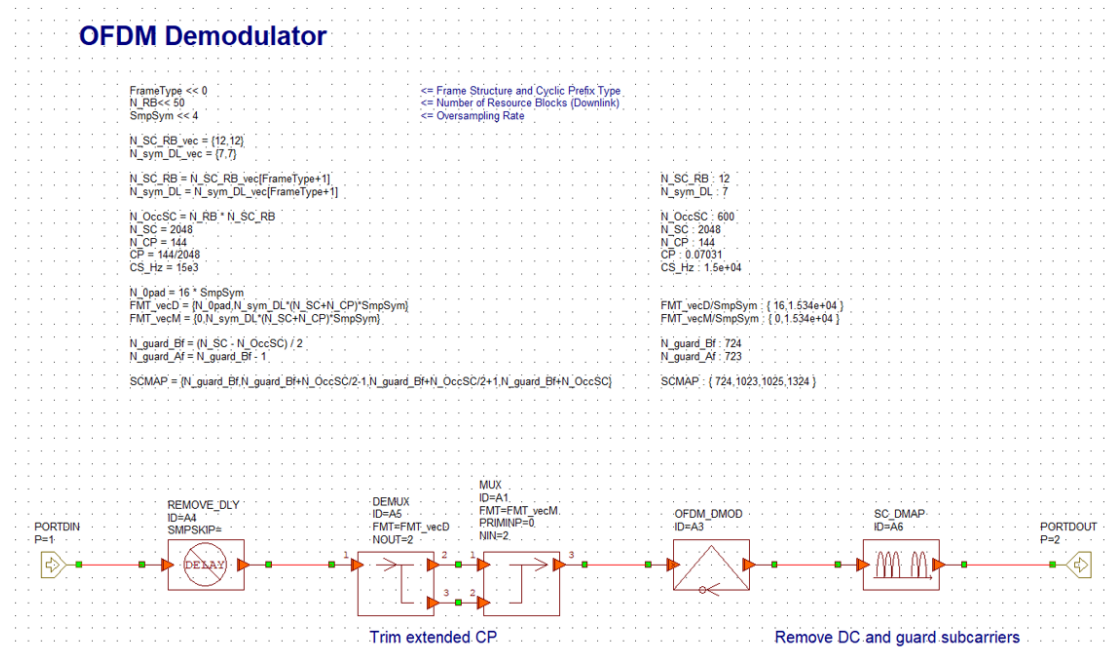 OFDM Demodulator
FrameType << 0 <= Frame Structure and Cyclic Prefix Type
N_RB<< 50 <= Number of Resource Blocks (Downlink)
SmpSym << 4 <= Oversampling Rate
N_SC_RB_vec = {12,12}
N_sym_DL_vec = {7,7}
N_SC_RB = N_SC_RB_vec[FrameType+1] N_SC_RB : 12
N_sym_DL = N_sym_DL_vec[FrameType+1] N_sym_DL : 7
N_OccSC = N_RB * N_SC_RB N_OccSC : 600
N_SC = 2048 N_SC : 2048
N_CP = 144 N_CP : 144
CP = 144/2048 CP : 0.07031
CS_Hz = 15e3 CS_Hz : 1.5e+04
N_0pad = 16 * SmpSym
FMT_vecD = {N_0pad,N_sym_DL*(N_SC+N_CP)*SmpSym} FMT_vecD/SmpSym : { 16,1.534e+04 }
FMT_vecM = {0,N_sym_DL*(N_SC+N_CP)*SmpSym} FMT_vecM/SmpSym : { 0,1.534e+04 }
N_guard_Bf = (N_SC - N_OccSC) / 2 N_guard_Bf : 724
N_guard_Af = N_guard_Bf - 1 N_guard_Af : 723
SCMAP = {N_guard_Bf,N_guard_Bf+N_OccSC/2-1,N_guard_Bf+N_OccSC/2+1,N_guard_Bf+N_OccSC} SCMAP : { 724,1023,1025,1324 }
PORTDIN
P=1
REMOVE_DLY
ID=A4
SMPSKIP=
DELAY
DEMUX
ID=A5
FMT=FMT_vecD
NOUT=2
1
2
3
MUX
ID=A1
FMT=FMT_vecM
PRIMINP=0
NIN=2
1
2
3
OFDM_DMOD
ID=A3
SC_DMAP
ID=A6
PORTDOUT
P=2
Trim extended CP
Remove DC and guard subcarriers